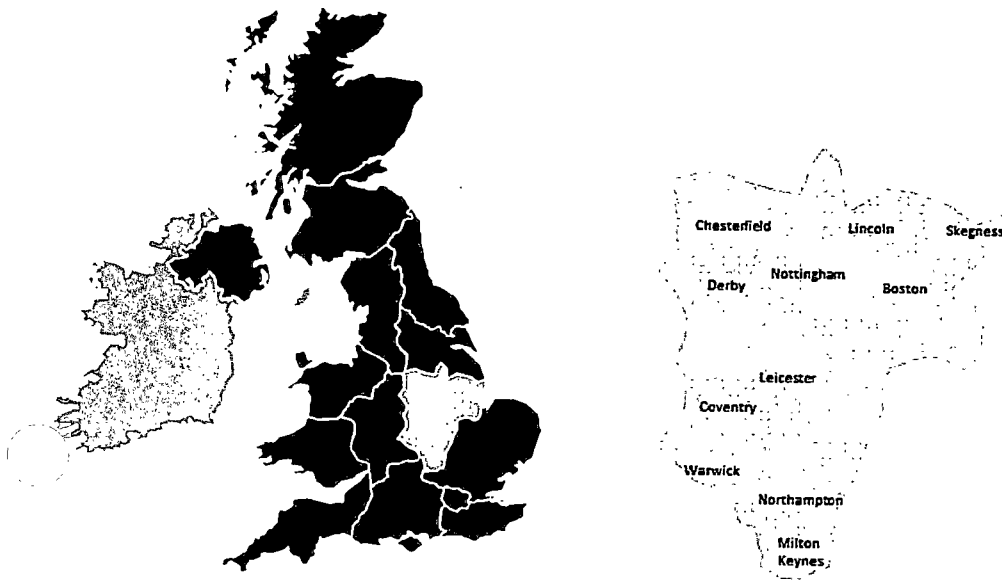 Chesterfield
Lincoln
Skegness
Nottingham
Derby
Boston
Leicester
Coventry
Warwick
Northampton
Milton
Keynes